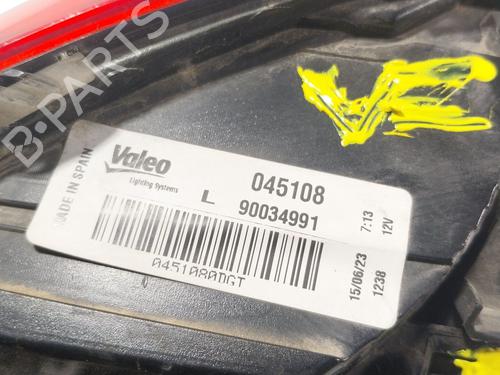 B-PARTS
MADE IN SPAIN
Valeo
Lighting Systems
L
045108
90034991
0451080DGT
7:13
12V
15/06/23
1238